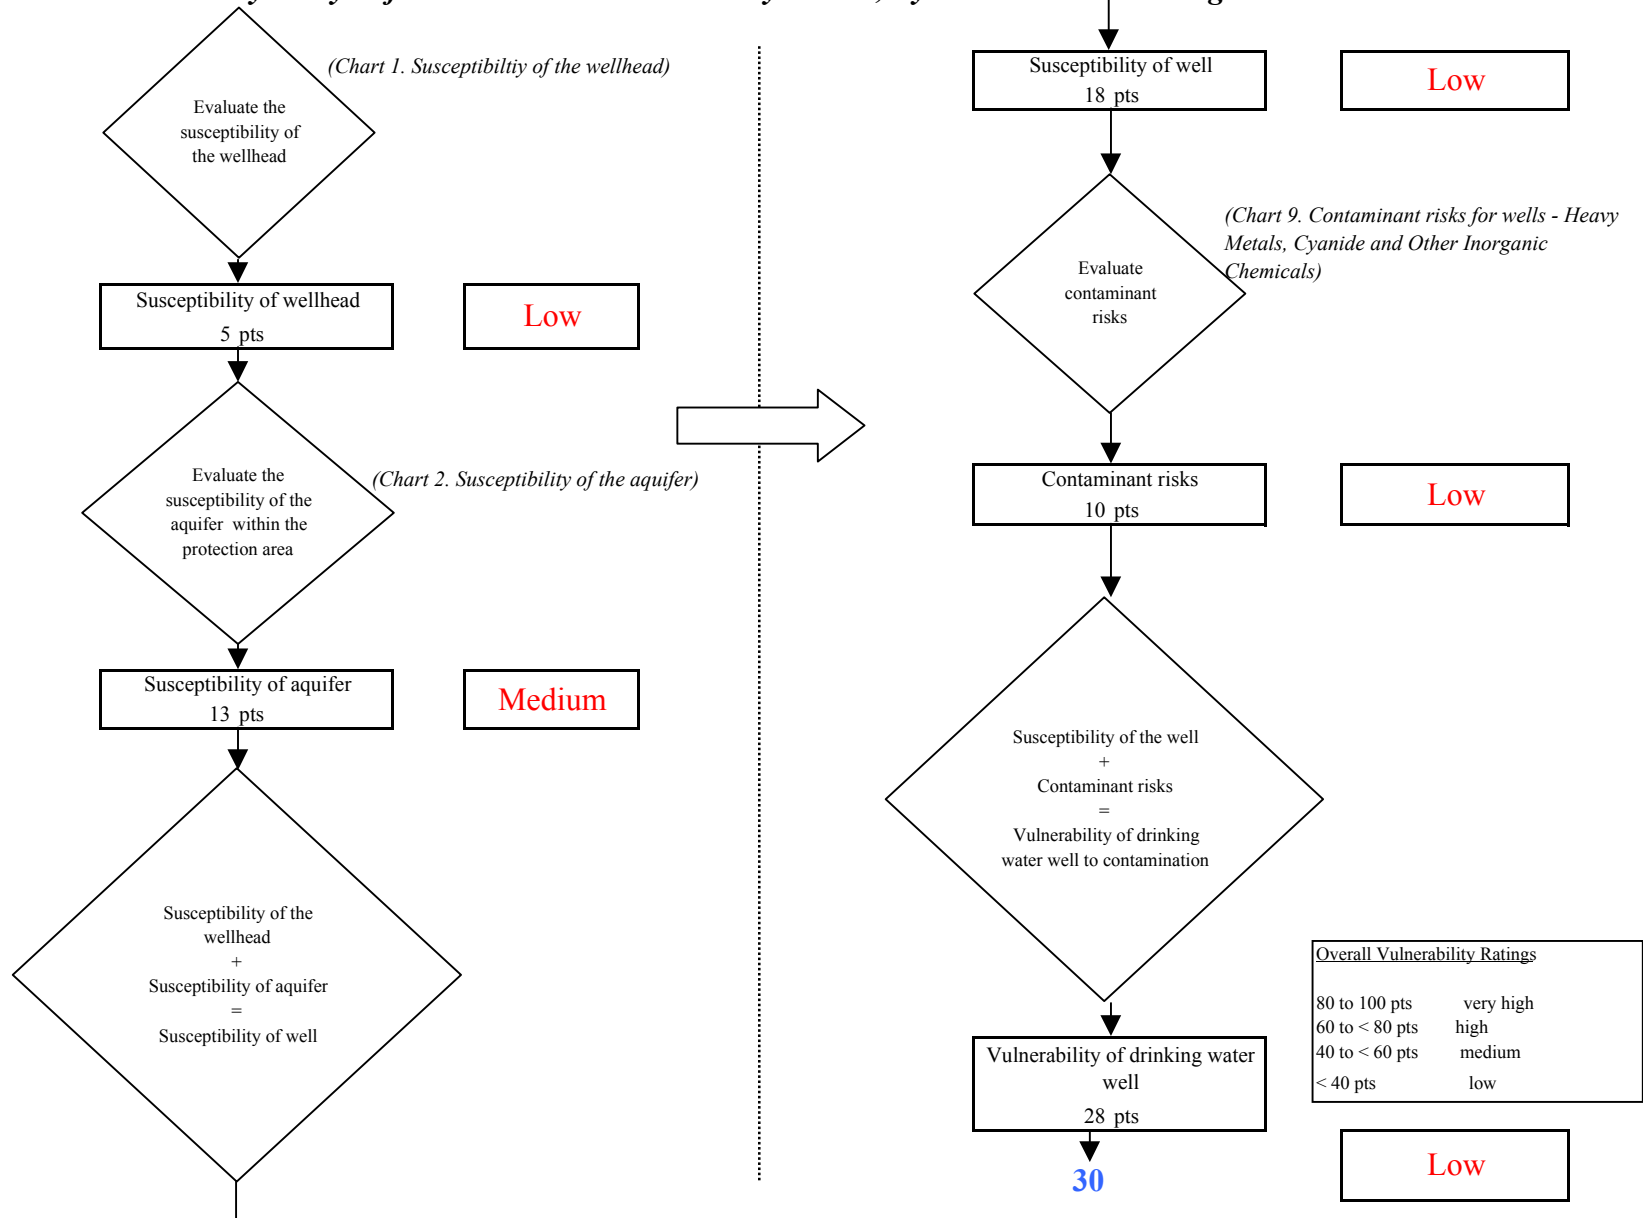 (Chart 1. Susceptibiltiy of the wellhead)
Evaluate the
susceptibility of
the wellhead
Susceptibility of wellhead
5 pts
Low
Evaluate the
susceptibility of the
aquifer within the
protection area
(Chart 2. Susceptibility of the aquifer)
Susceptibility of aquifer
13 pts
Medium
Susceptibility of the
wellhead
+
Susceptibility of aquifer
=
Susceptibility of well
Susceptibility of well
18 pts
Low
(Chart 9. Contaminant risks for wells - Heavy
Metals, Cyanide and Other Inorganic
Chemicals)
Evaluate
contaminant
risks
Contaminant risks
10 pts
Low
Susceptibility of the well
+
Contaminant risks
=
Vulnerability of drinking
water well to contamination
Overall Vulnerability Ratings
80 to 100 pts very high
60 to < 80 pts high
40 to < 60 pts medium
< 40 pts low
Vulnerability of drinking water
well
28 pts
30
Low